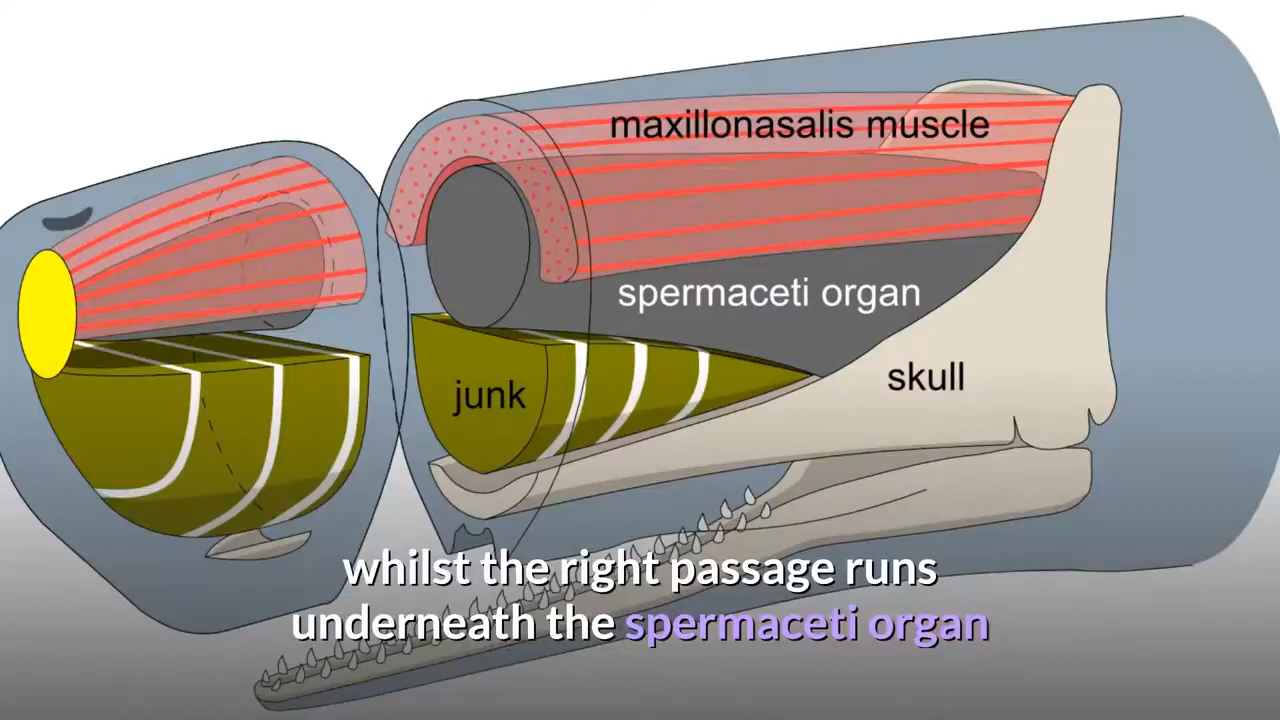 maxillonasalis muscle
spermaceti organ
skull
junk
whilst the right passage runs
underneath the spermaceti organ